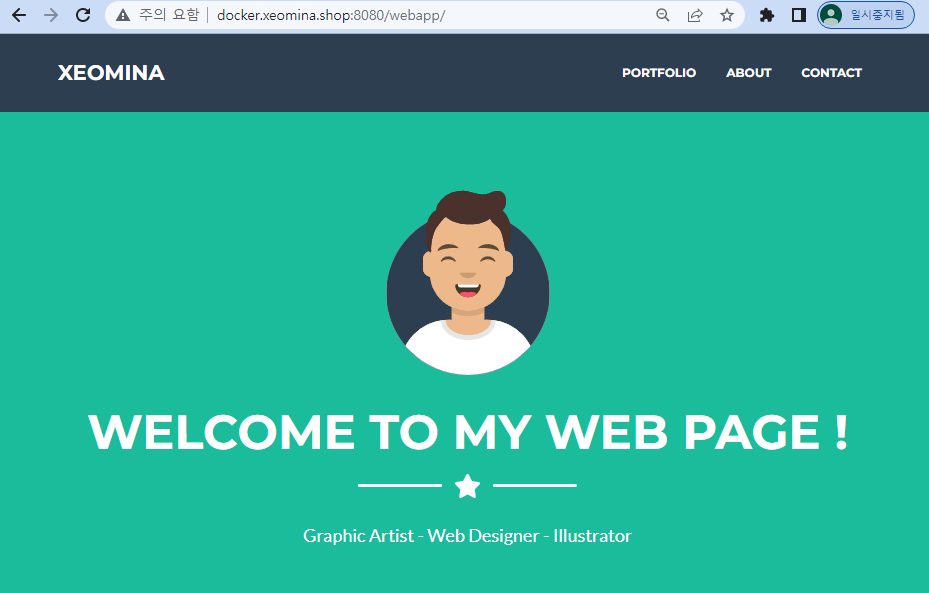 주의 요함 docker.xeomina.shop:8080/webapp/ 일시중지됨
XEOMINA PORTFOLIO ABOUT CONTACT
WELCOME TO MY WEB PAGE !
Graphic Artist - Web Designer - Illustrator